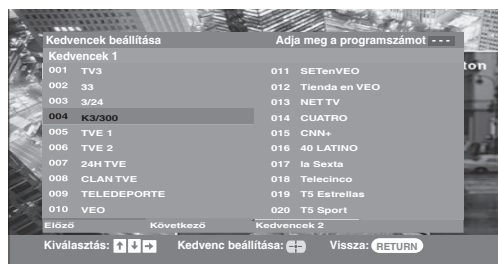 Kedvencek beállítása Adja meg a programszámot ---
Kedvencek 1
001 TV3
002 33
003 3/24
004 K3/300
005 TVE 1
006 TVE 2
007 24H TVE
008 CLAN TVE
009 TELEDEPORTE
010 VEO
011 SETenVEO
012 Tienda en VEO
013 NET TV
014 CUATRO
015 CNN+
016 40 LATINO
017 la Sexta
018 Telecinco
019 T5 Estrellas
020 T5 Sport
Előző Következő Kedvencek 2
Kiválasztás: Kedvenc beállítása: Vissza: RETURN
ton